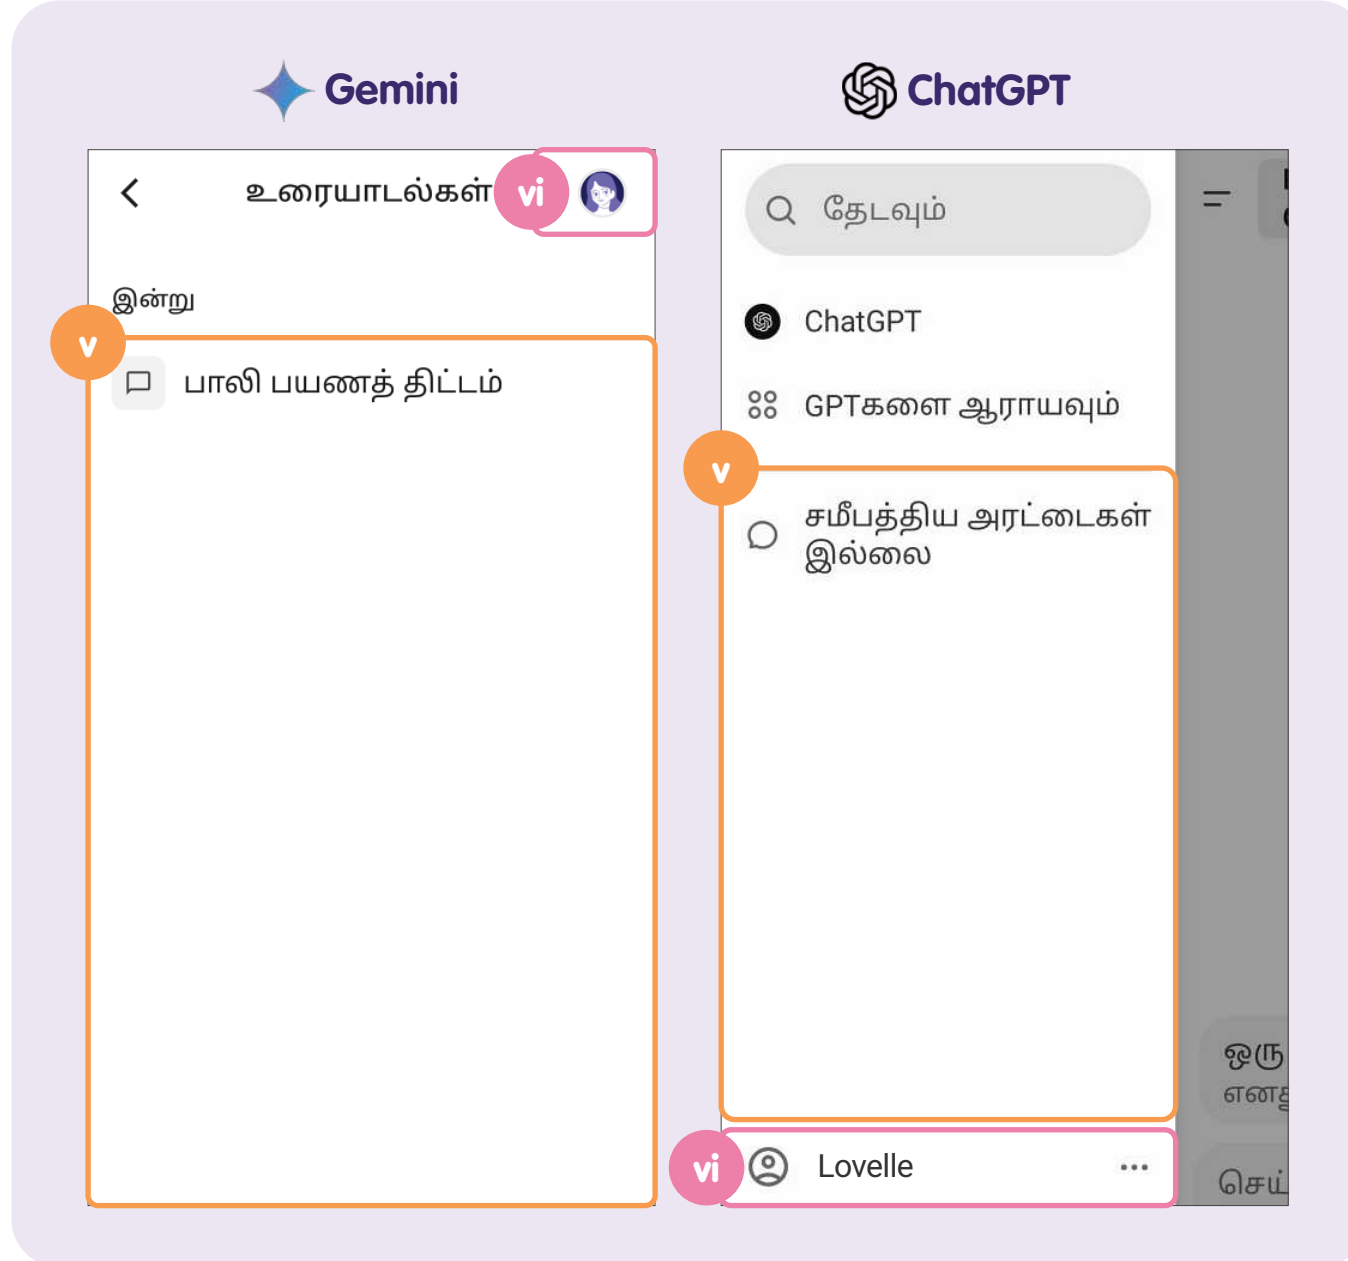 Gemini
உரையாடல்கள்
vi
இன்று
v
பாலி பயணத் திட்டம்
ChatGPT
தேடவும்
ChatGPT
GPTகளை ஆராயவும்
v
சமீபத்திய அரட்டைகள்
இல்லை
vi
Lovelle
ஒரு
செய்